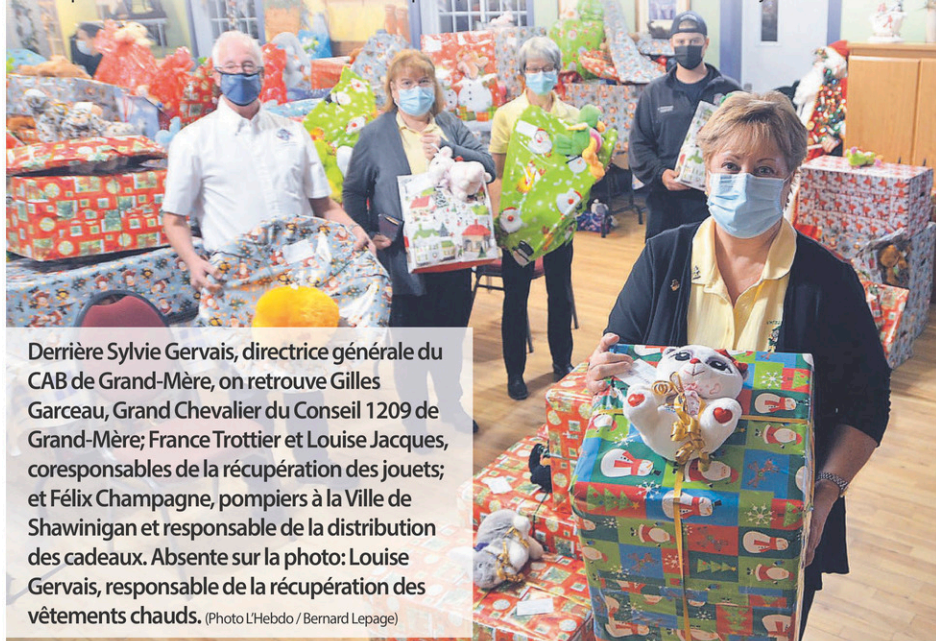 Derrière Sylvie Gervais, directrice générale du
CAB de Grand-Mère, on retrouve Gilles
Garceau, Grand Chevalier du Conseil 1209 de
Grand-Mère; France Trottier et Louise Jacques,
coresponsables de la récupération des jouets;
et Félix Champagne, pompiers à la Ville de
Shawinigan et responsable de la distribution
des cadeaux. Absente sur la photo: Louise
Gervais, responsable de la récupération des
vêtements chauds. (Photo L'Hebdo / Bernard Lepage)